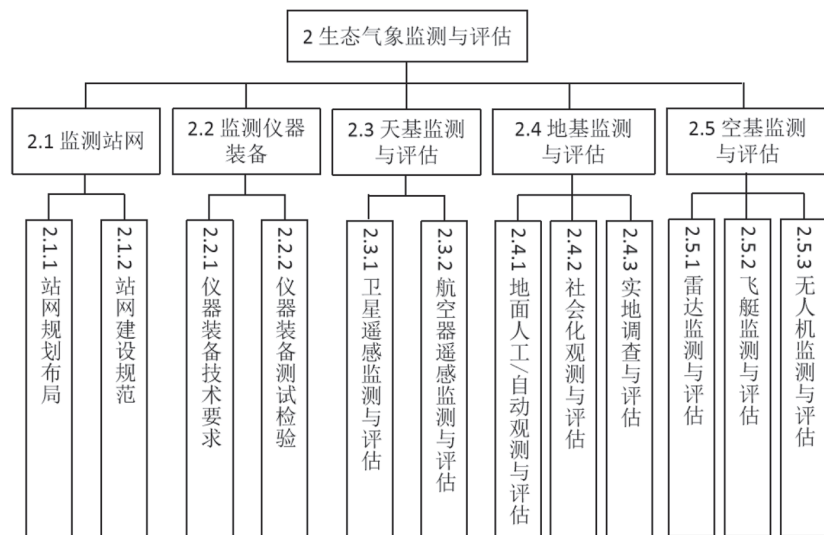 2 生态气象监测与评估
2.1 监测站网
2.2 监测仪器
装备
2.3 天基监测
与评估
2.4 地基监测
与评估
2.5 空基监测
与评估
2.1.1 站网规划布局
2.1.2 站网建设规范
2.2.1 仪器装备技术要求
2.2.2 仪器装备测试检验
2.3.1 卫星遥感监测与评估
2.3.2 航空器遥感监测与评估
2.4.1 地面人工/自动观测与评估
2.4.2 社会化观测与评估
2.4.3 实地调查与评估
2.5.1 雷达监测与评估
2.5.2 飞艇监测与评估
2.5.3 无人机监测与评估